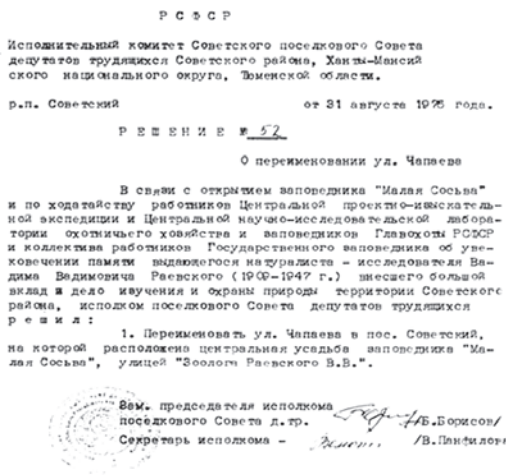 Р С Ф С Р
Исполнительный комитет Советского поселкового Совета
депутатов трудящихся Советского района, Ханты-Мансий
ского национального округа, Тюменской области.
р.п. Советский от 31 августа 1976 года.
Р Е Ш Е Н И Е № 52
О переименовании ул. Чапаева
В связи с открытием заповедника "Малая Сосьва"
и по ходатайству работников Центральной проектно-изыскатель-
ной экспедиции и Центральной научно-исследовательской лабора-
тории охотничьего хозяйства и заповедников Главохоты РСФСР
и коллектива работников Государственного заповедника об уве-
ковечении памяти выдающегося натуралиста - исследователя Ва-
дима Вадимовича Раевского (1909-1947 г.) внесшего большой
вклад в дело изучения и охраны природы территории Советского
района, исполком поселкового Совета депутатов трудящихся
р е ш и л :
1. Переименовать ул. Чапаева в пос. Советский,
на которой расположена центральная усадьба заповедника "Ма-
лая Сосьва", улицей "Зоолога Раевского В.В.".
Зам. председателя исполкома
поселкового Совета д.тр. /Б.Борисов/
Секретарь исполкома - /В.Панфилов